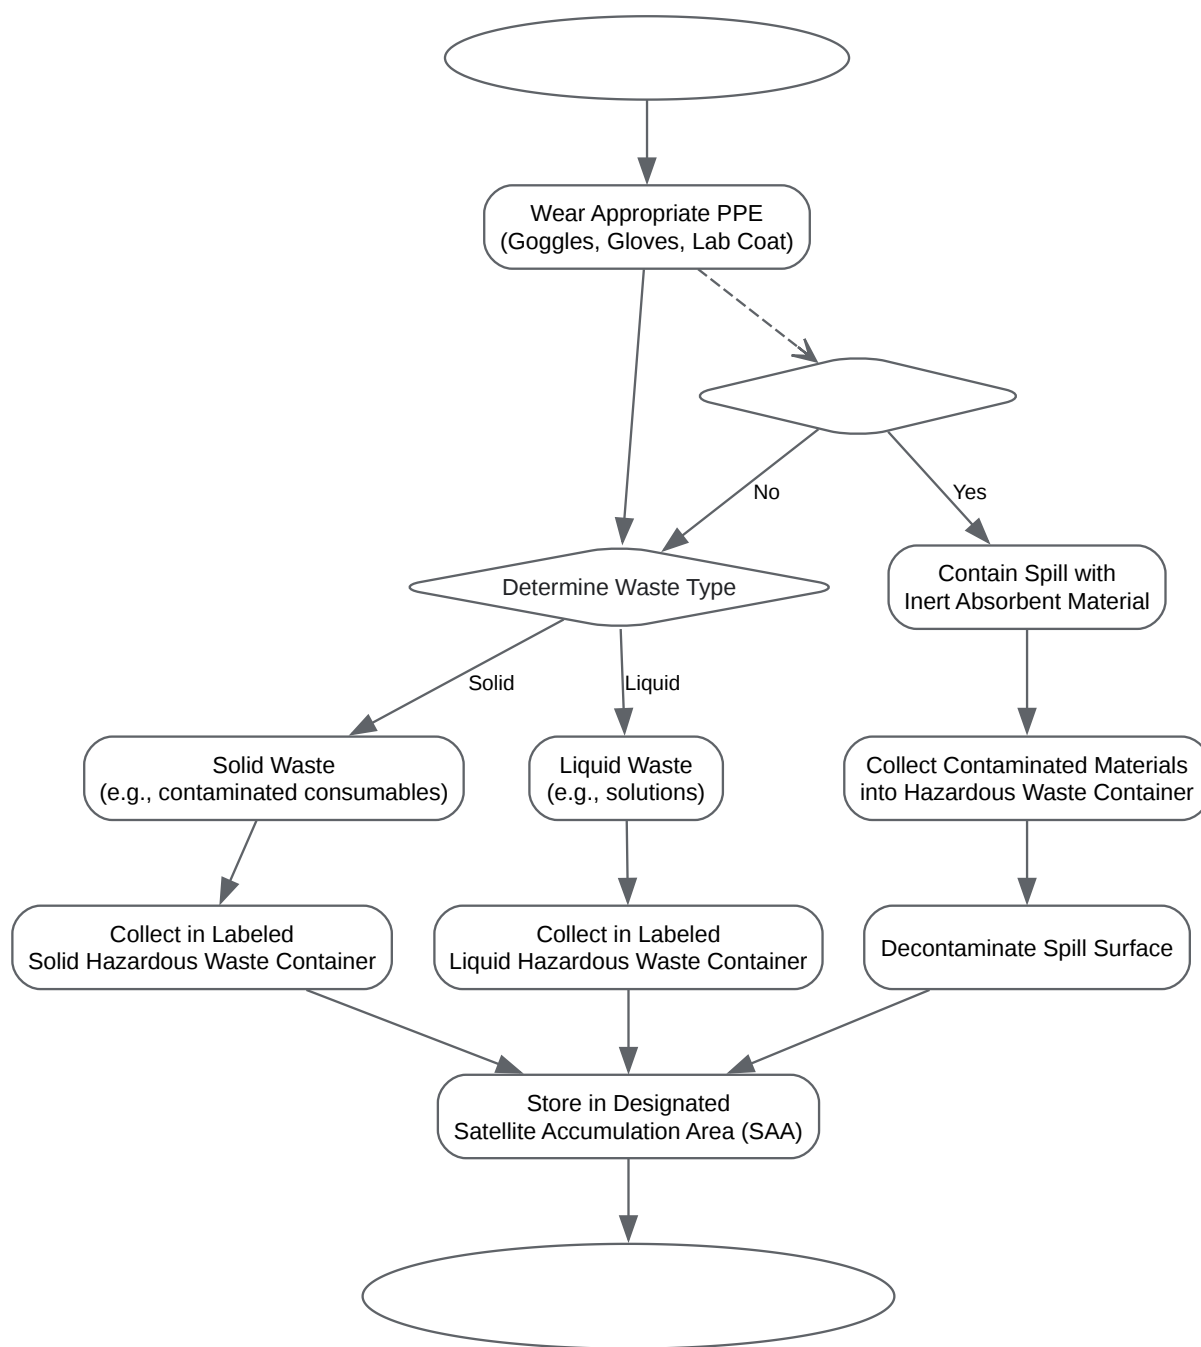 Wear Appropriate PPE
(Goggles, Gloves, Lab Coat)
No
Yes
Determine Waste Type
Contain Spill with
Inert Absorbent Material
Solid
Liquid
Solid Waste
(e.g., contaminated consumables)
Liquid Waste
(e.g., solutions)
Collect Contaminated Materials
into Hazardous Waste Container
Collect in Labeled
Solid Hazardous Waste Container
Collect in Labeled
Liquid Hazardous Waste Container
Decontaminate Spill Surface
Store in Designated
Satellite Accumulation Area (SAA)